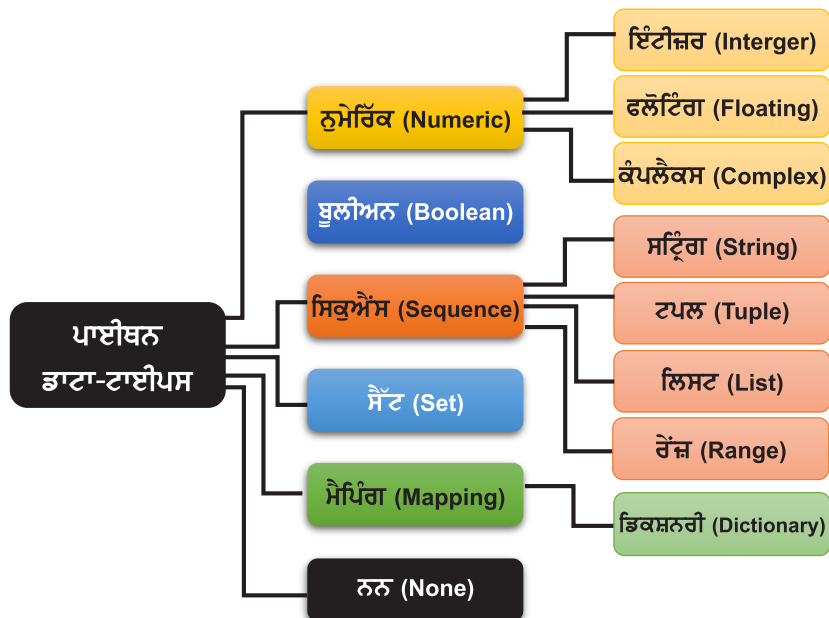 ਪਾਈਥਨ
ਡਾਟਾ-ਟਾਈਪਸ
ਨੁਮੇਰਿੱਕ (Numeric)
ਇੰਟੀਜ਼ਰ (Interger)
ਫਲੋਟਿੰਗ (Floating)
ਕੰਪਲੈਕਸ (Complex)
ਬੂਲੀਅਨ (Boolean)
ਸਿਕੁਐਂਸ (Sequence)
ਸਟ੍ਰਿੰਗ (String)
ਟਪਲ (Tuple)
ਲਿਸਟ (List)
ਰੇਂਜ਼ (Range)
ਸੈੱਟ (Set)
ਮੈਪਿੰਗ (Mapping)
ਡਿਕਸ਼ਨਰੀ (Dictionary)
ਨਨ (None)